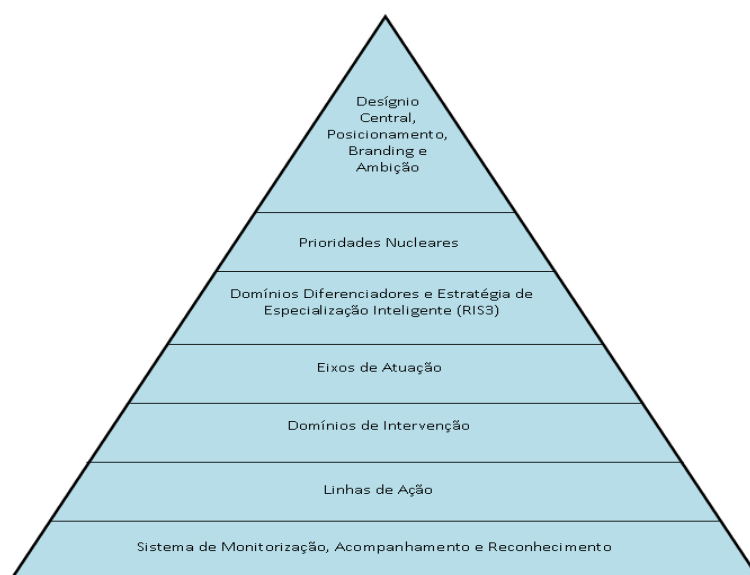 Desígnio
Central,
Posicionamento,
Branding e
Ambição
Prioridades Nucleares
Domínios Diferenciadores e Estratégia de
Especialização Inteligente (RIS3)
Eixos de Atuação
Domínios de Intervenção
Linhas de Ação
Sistema de Monitorização, Acompanhamento e Reconhecimento